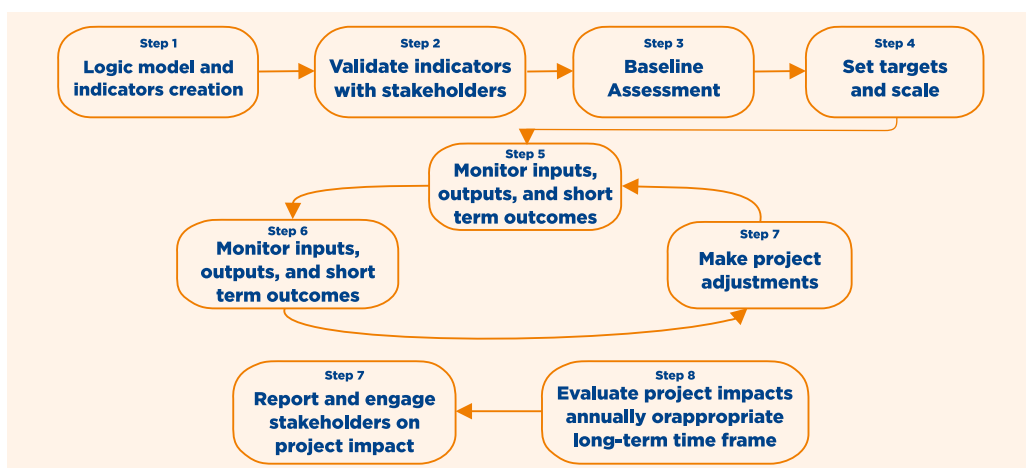 Step 1
Logic model and
indicators creation
Step 2
Validate indicators
with stakeholders
Step 3
Baseline
Assessment
Step 4
Set targets
and scale
Step 5
Monitor inputs,
outputs, and short
term outcomes
Step 6
Monitor inputs,
outputs, and short
term outcomes
Step 7
Make project
adjustments
Step 7
Report and engage
stakeholders on
project impact
Step 8
Evaluate project impacts
annually orappropriate
long-term time frame